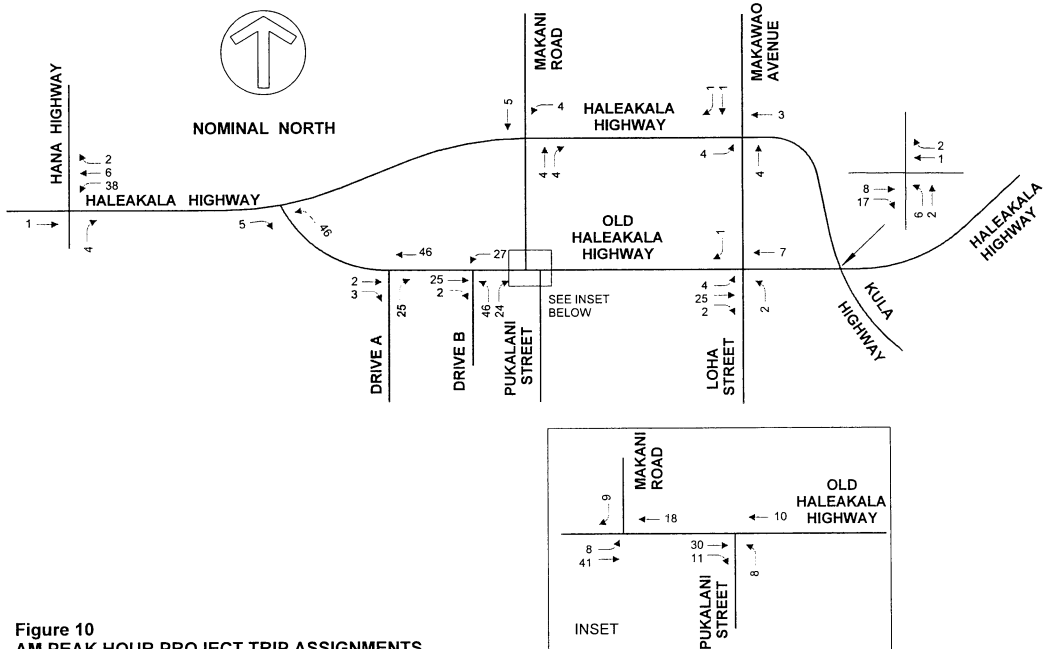 MAKANI
ROAD
MAKAWAO
AVENUE
HANA HIGHWAY
NOMINAL NORTH
5
4
HALEAKALA
HIGHWAY
1
1
3
2
6
38
4
4
4
4
2
1
HALEAKALA HIGHWAY
8
17
6
2
1
4
5
46
OLD
HALEAKALA
HIGHWAY
HALEAKALA
HIGHWAY
46
27
1
7
2
3
25
25
2
46
24
SEE INSET
BELOW
4
25
2
2
KULA
HIGHWAY
DRIVE A
DRIVE B
PUKALANI
STREET
LOHA
STREET
MAKANI
ROAD
OLD
HALEAKALA
HIGHWAY
9
18
10
8
41
30
11
8
PUKALANI
STREET
INSET
Figure 10
AM PEAK HOUR PROJECT TRIP ASSIGNMENTS